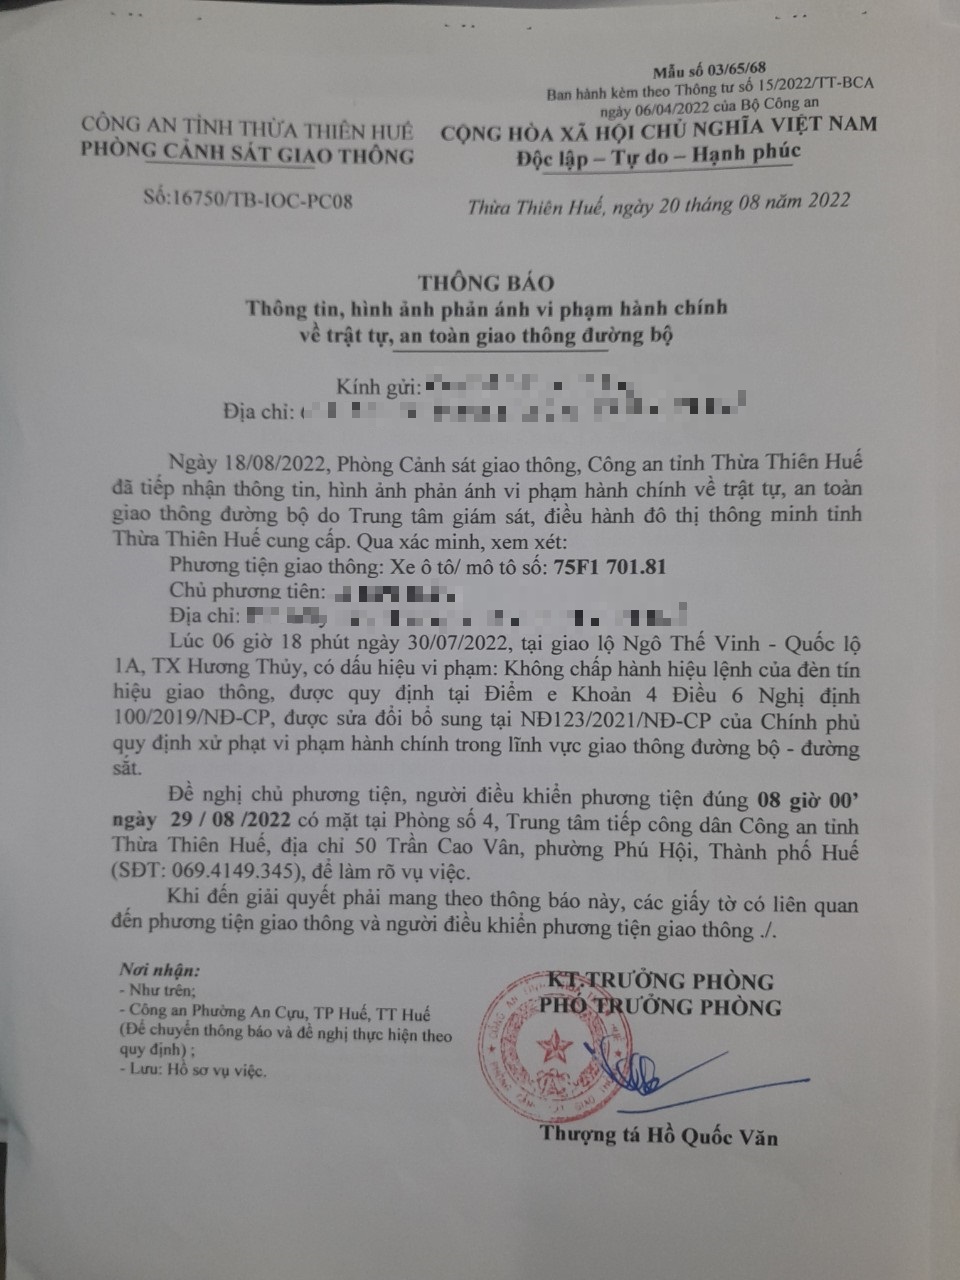 Mẫu số 03/65/68
Ban hành kèm theo Thông tư số 15/2022/TT-BCA
ngày 06/04/2022 của Bộ Công an
CÔNG AN TỈNH THỪA THIÊN HUẾ
PHÒNG CẢNH SÁT GIAO THÔNG
CỘNG HÒA XÃ HỘI CHỦ NGHĨA VIỆT NAM
Độc lập – Tự do – Hạnh phúc
Số:16750/TB-IOC-PC08
Thừa Thiên Huế, ngày 20 tháng 08 năm 2022
THÔNG BÁO
Thông tin, hình ảnh phản ánh vi phạm hành chính
về trật tự, an toàn giao thông đường bộ
Kính gửi:
Địa chỉ:
Ngày 18/08/2022, Phòng Cảnh sát giao thông, Công an tỉnh Thừa Thiên Huế
đã tiếp nhận thông tin, hình ảnh phản ánh vi phạm hành chính về trật tự, an toàn
giao thông đường bộ do Trung tâm giám sát, điều hành đô thị thông minh tỉnh
Thừa Thiên Huế cung cấp. Qua xác minh, xem xét:
Phương tiện giao thông: Xe ô tô/ mô tô số: 75F1 701.81
Chủ phương tiên:
Địa chỉ:
Lúc 06 giờ 18 phút ngày 30/07/2022, tại giao lộ Ngô Thế Vinh - Quốc lộ
1A, TX Hương Thủy, có dấu hiệu vi phạm: Không chấp hành hiệu lệnh của đèn tín
hiệu giao thông, được quy định tại Điểm e Khoản 4 Điều 6 Nghị định
100/2019/NĐ-CP, được sửa đổi bổ sung tại NĐ123/2021/NĐ-CP của Chính phủ
quy định xử phạt vi phạm hành chính trong lĩnh vực giao thông đường bộ - đường
sắt.
Đề nghị chủ phương tiện, người điều khiển phương tiện đúng 08 giờ 00’
ngày 29 / 08 /2022 có mặt tại Phòng số 4, Trung tâm tiếp công dân Công an tỉnh
Thừa Thiên Huế, địa chỉ 50 Trần Cao Vân, phường Phú Hội, Thành phố Huế
(SĐT: 069.4149.345), để làm rõ vụ việc.
Khi đến giải quyết phải mang theo thông báo này, các giấy tờ có liên quan
đến phương tiện giao thông và người điều khiển phương tiện giao thông ./.
Nơi nhận:
- Như trên;
- Công an Phường An Cựu, TP Huế, TT Huế
(Để chuyển thông báo và đề nghị thực hiện theo
quy định) ;
- Lưu: Hồ sơ vụ việc.
KT.TRƯỞNG PHÒNG
PHÓ TRƯỞNG PHÒNG
Thượng tá Hồ Quốc Văn